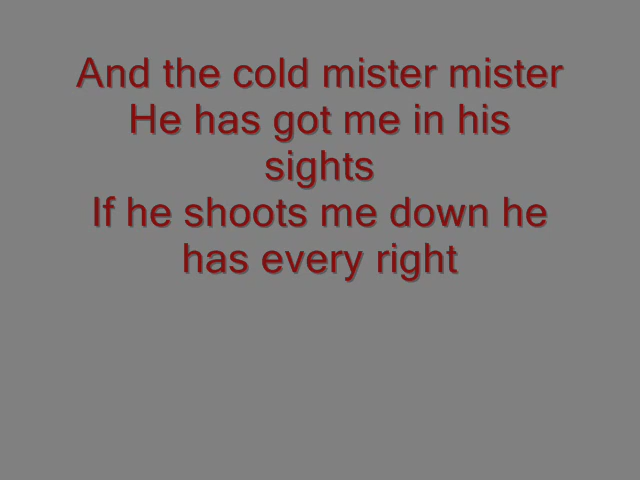 And the cold mister mister
He has got me in his
sights
If he shoots me down he
has every right